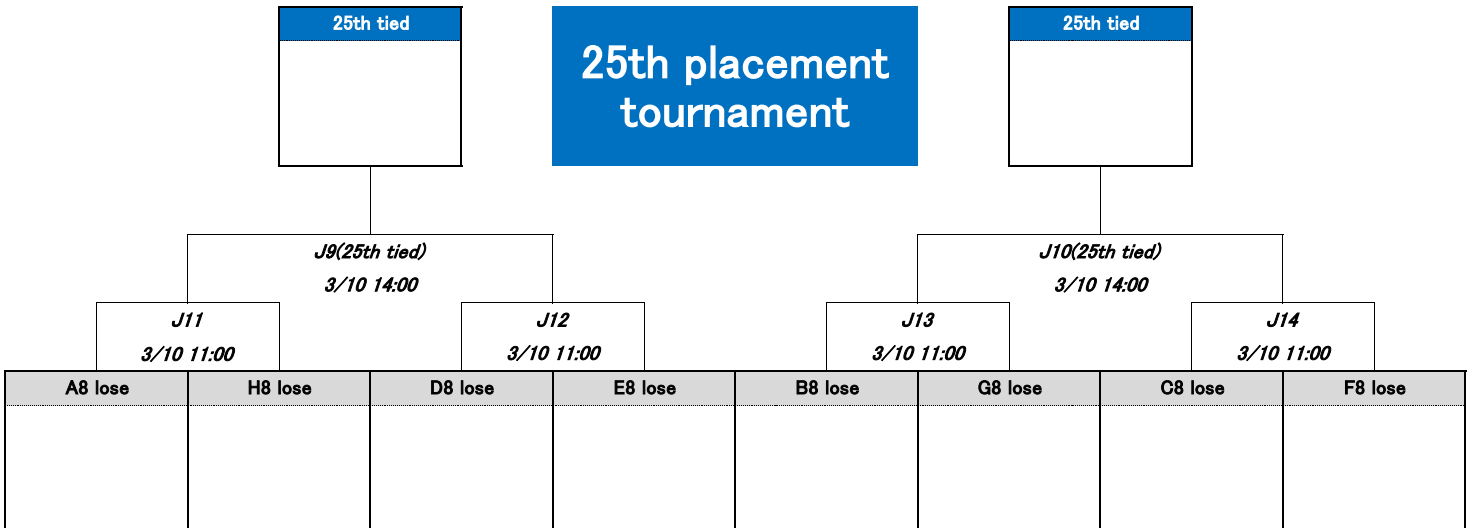 25th tied
25th placement
tournament
25th tied
J9(25th tied)
3/10 14:00
J10(25th tied)
3/10 14:00
J11
3/10 11:00
J12
3/10 11:00
J13
3/10 11:00
J14
3/10 11:00
A8 lose
H8 lose
D8 lose
E8 lose
B8 lose
G8 lose
C8 lose
F8 lose